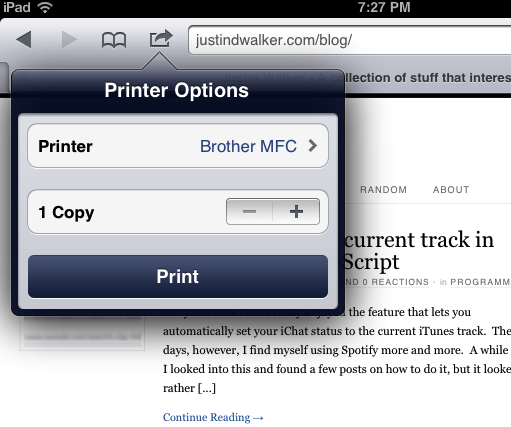 iPad 7:27 PM
justindwalker.com/blog/
A collection of stuff that interes
Printer Options
Printer Brother MFC
1 Copy
Print
RANDOM ABOUT
current track in
Script
ND 0 REACTIONS · in PROGRAMM
the feature that lets you
automatically set your iChat status to the current iTunes track. The
days, however, I find myself using Spotify more and more. A while
I looked into this and found a few posts on how to do it, but it looke
rather [...]
Continue Reading →